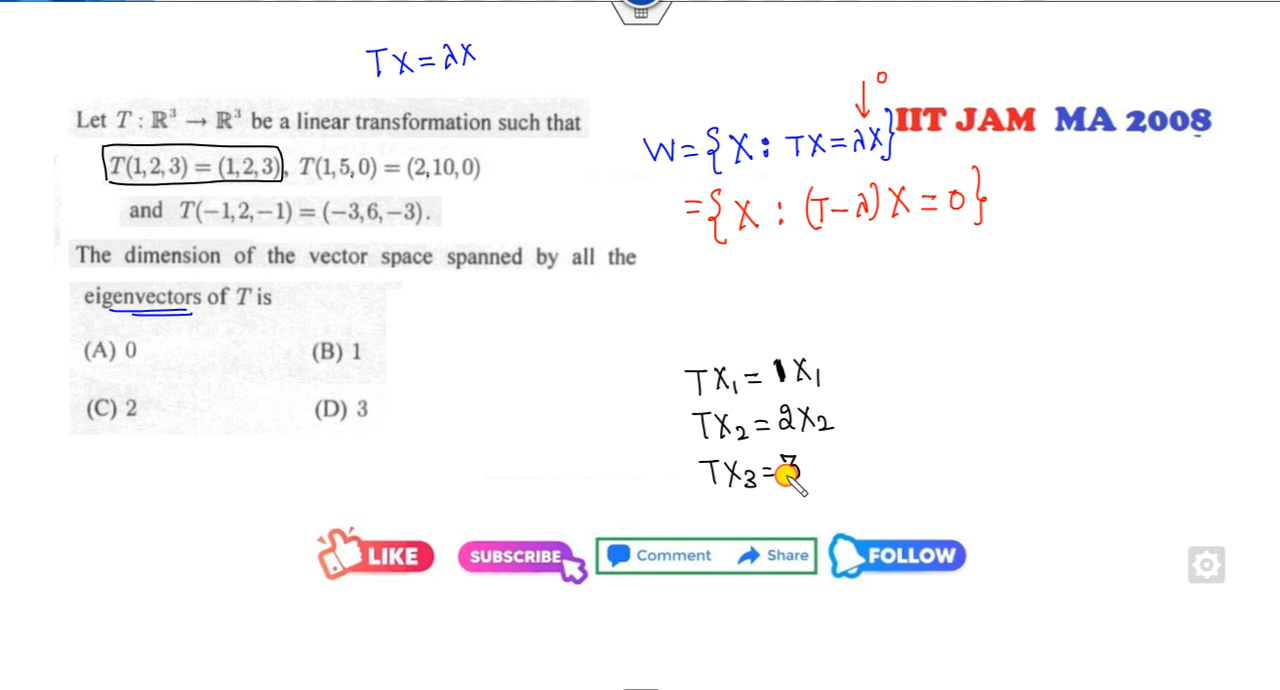 TX = λX
Let T : ℝ³ → ℝ³ be a linear transformation such that
T(1,2,3) = (1,2,3), T(1,5,0) = (2,10,0)
and T(−1,2,−1) = (−3,6,−3).
The dimension of the vector space spanned by all the
eigenvectors of T is
(A) 0 (B) 1
(C) 2 (D) 3
0
IIT JAM MA 2008
W = {X : TX = λX}
= {X : (T−λ)X = 0}
TX₁ = 1X₁
TX₂ = 2X₂
TX₃ = 3
LIKE
SUBSCRIBE
Comment
Share
FOLLOW